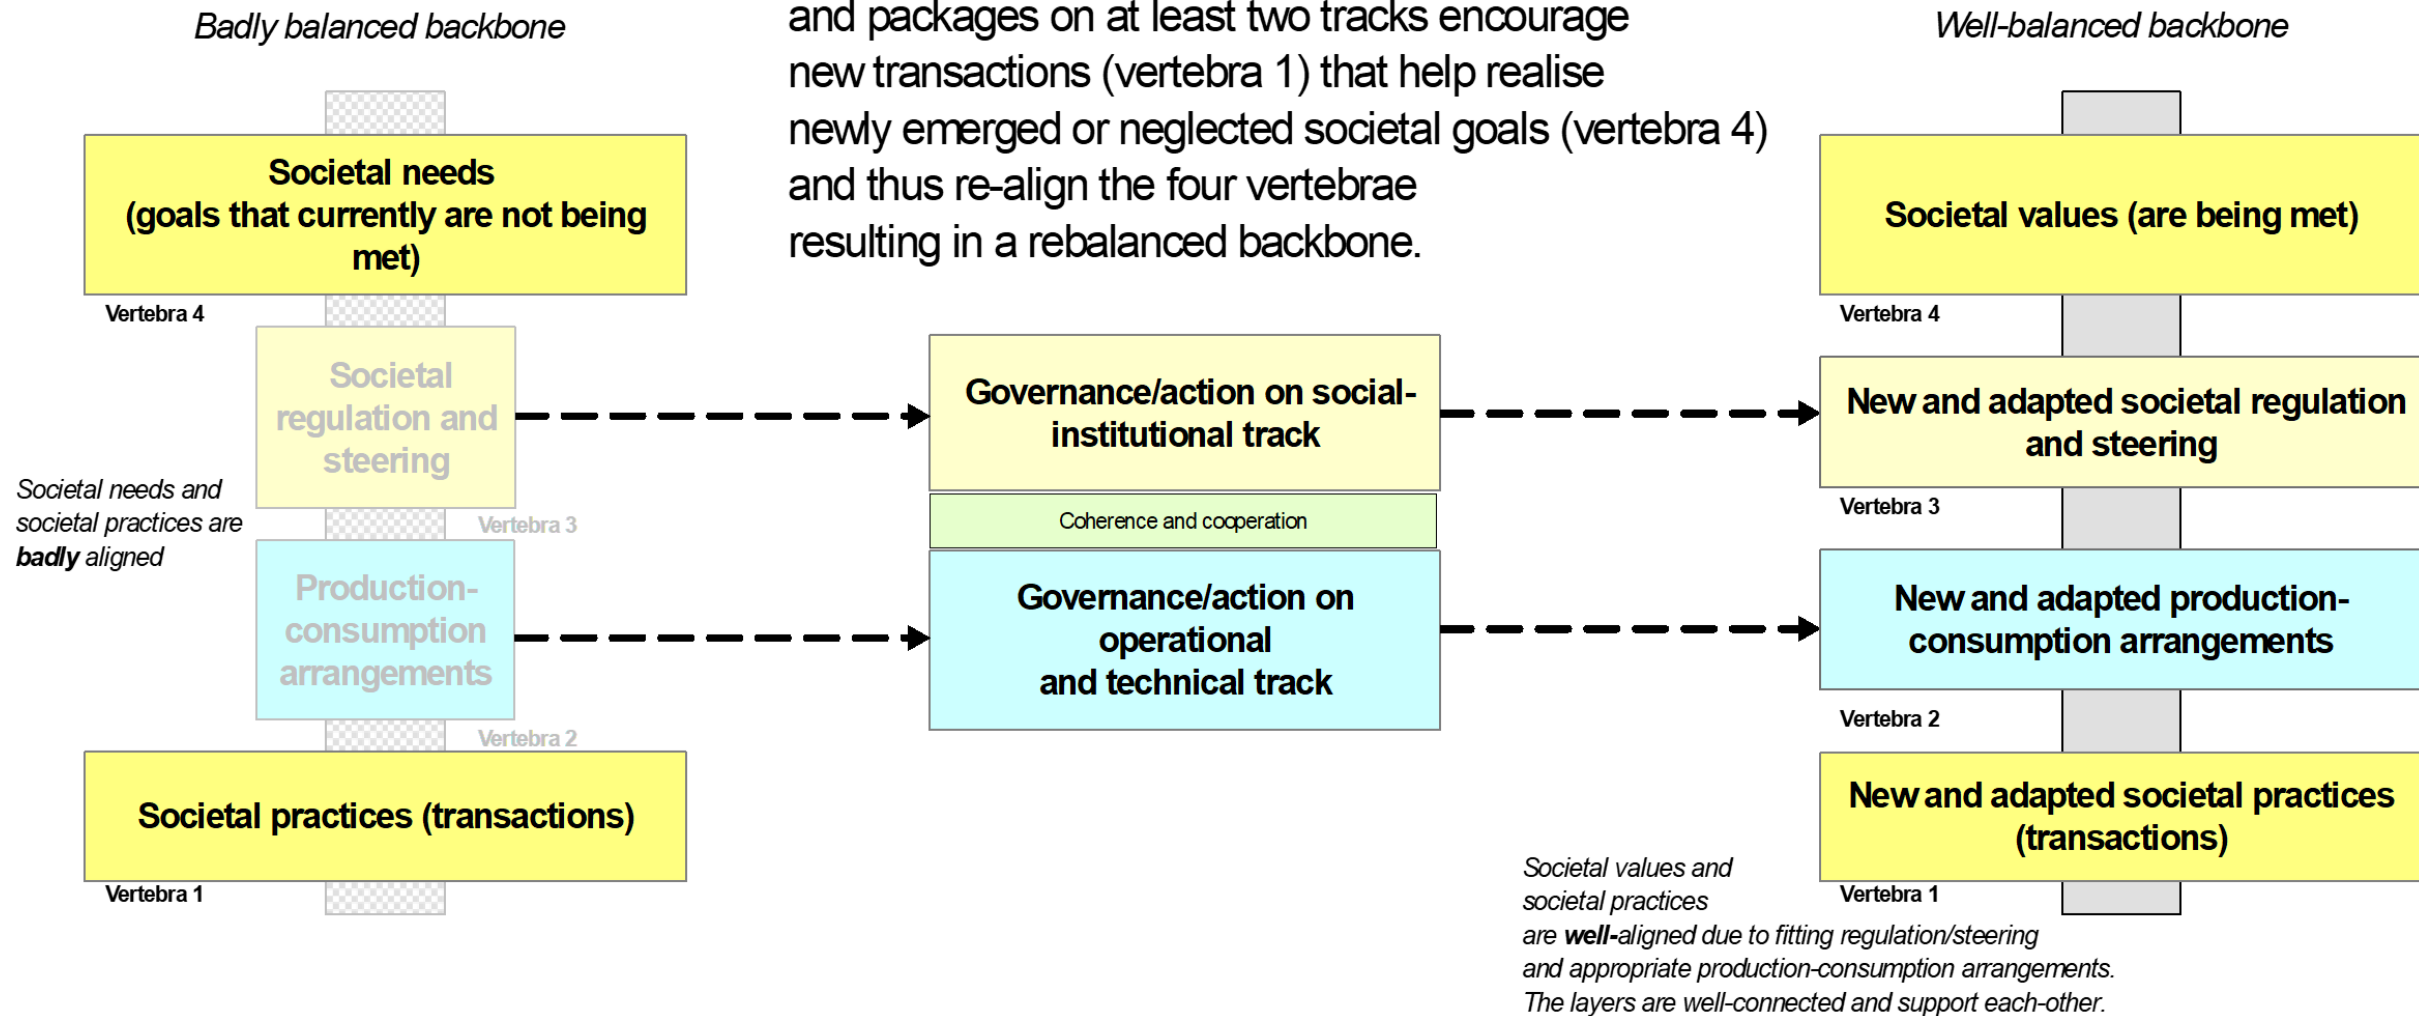 Badly balanced backbone
and packages on at least two tracks encourage
new transactions (vertebra 1) that help realise
newly emerged or neglected societal goals (vertebra 4)
and thus re-align the four vertebrae
resulting in a rebalanced backbone.
Well-balanced backbone
Societal needs
(goals that currently are not being
met)
Vertebra 4
Societal
regulation and
steering
Vertebra 3
Societal needs and
societal practices are
badly aligned
Production-
consumption
arrangements
Vertebra 2
Societal practices (transactions)
Vertebra 1
Governance/action on social-
institutional track
Coherence and cooperation
Governance/action on
operational
and technical track
Societal values (are being met)
Vertebra 4
New and adapted societal regulation
and steering
Vertebra 3
New and adapted production-
consumption arrangements
Vertebra 2
New and adapted societal practices
(transactions)
Vertebra 1
Societal values and
societal practices
are well-aligned due to fitting regulation/steering
and appropriate production-consumption arrangements.
The layers are well-connected and support each-other.